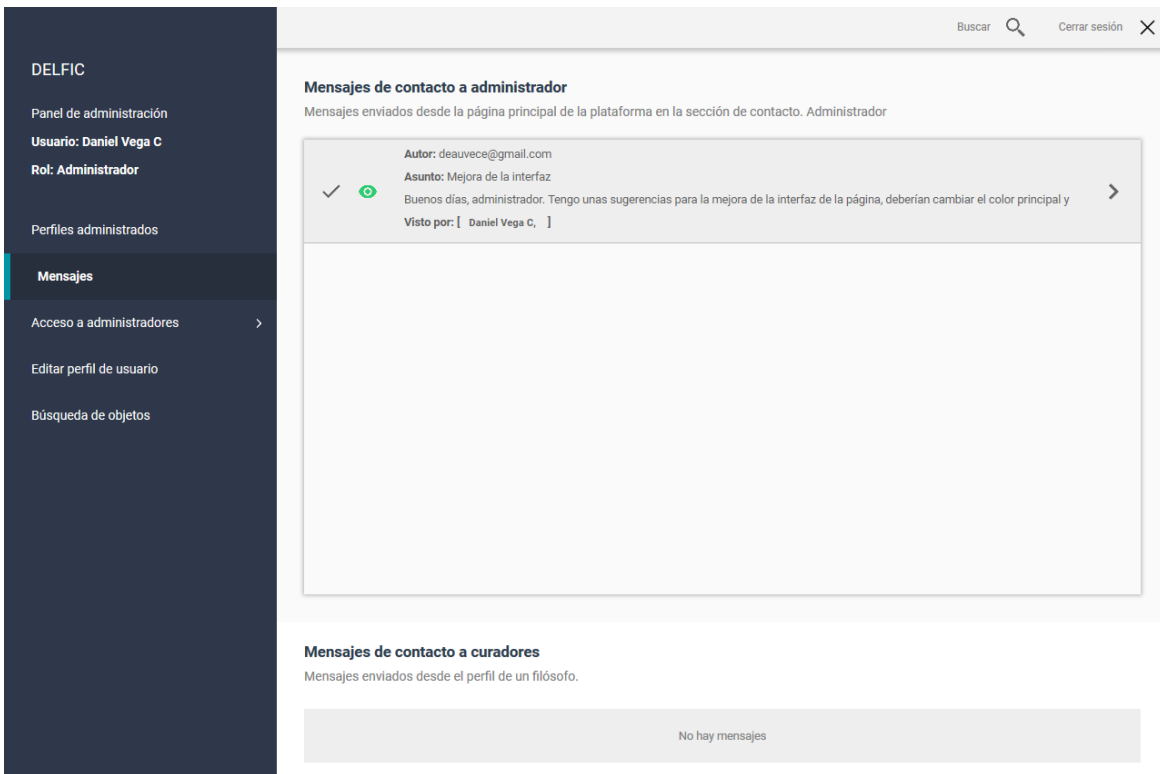 Buscar
Cerrar sesión
DELFIC
Panel de administración
Usuario: Daniel Vega C
Rol: Administrador
Perfiles administrados
Mensajes
Acceso a administradores
Editar perfil de usuario
Búsqueda de objetos
Mensajes de contacto a administrador
Mensajes enviados desde la página principal de la plataforma en la sección de contacto. Administrador
Autor: deauvece@gmail.com
Asunto: Mejora de la interfaz
Buenos días, administrador. Tengo unas sugerencias para la mejora de la interfaz de la página, deberían cambiar el color principal y
Visto por: [ Daniel Vega C, ]
Mensajes de contacto a curadores
Mensajes enviados desde el perfil de un filósofo.
No hay mensajes